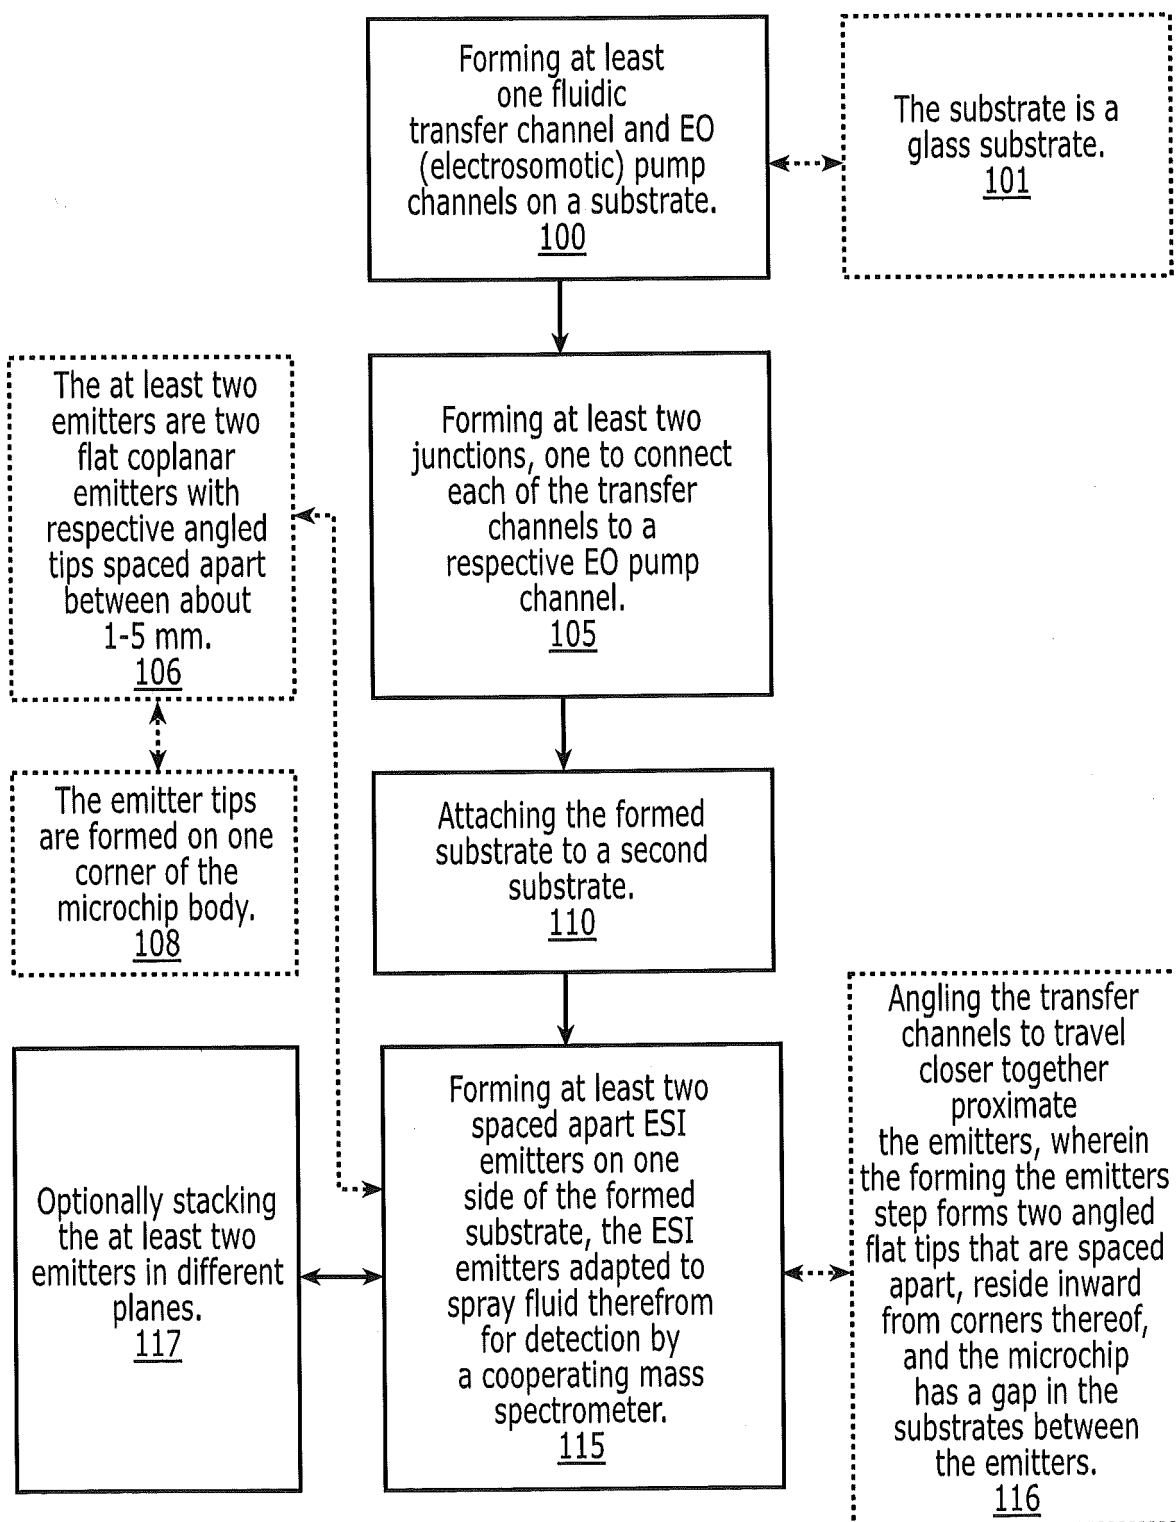 Forming at least
one fluidic
transfer channel and EO
(electrosomotic) pump
channels on a substrate.
100
The substrate is a
glass substrate.
101
The at least two
emitters are two
flat coplanar
emitters with
respective angled
tips spaced apart
between about
1-5 mm.
106
Forming at least two
junctions, one to connect
each of the transfer
channels to a
respective EO pump
channel.
105
The emitter tips
are formed on one
corner of the
microchip body.
108
Attaching the formed
substrate to a second
substrate.
110
Optionally stacking
the at least two
emitters in different
planes.
117
Forming at least two
spaced apart ESI
emitters on one
side of the formed
substrate, the ESI
emitters adapted to
spray fluid therefrom
for detection by
a cooperating mass
spectrometer.
115
Angling the transfer
channels to travel
closer together
proximate
the emitters, wherein
the forming the emitters
step forms two angled
flat tips that are spaced
apart, reside inward
from corners thereof,
and the microchip
has a gap in the
substrates between
the emitters.
116